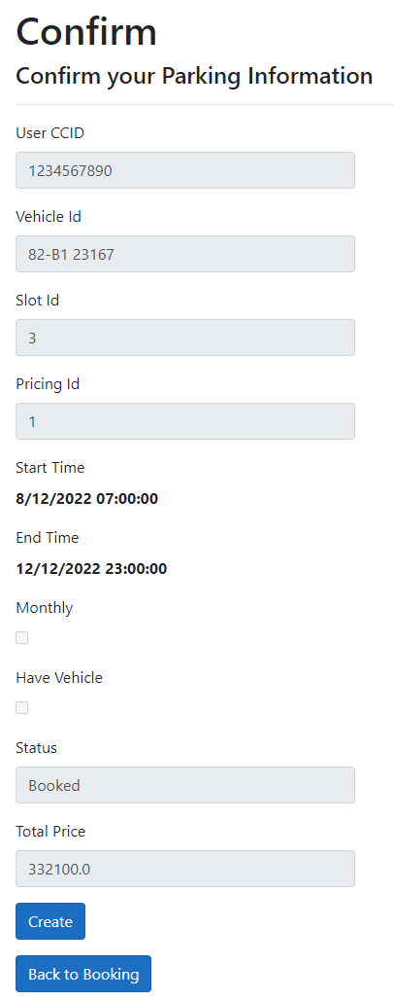 Confirm
Confirm your Parking Information
User CCID
1234567890
Vehicle Id
82-B1 23167
Slot Id
3
Pricing Id
1
Start Time
8/12/2022 07:00:00
End Time
12/12/2022 23:00:00
Monthly
Have Vehicle
Status
Booked
Total Price
332100.0
Create
Back to Booking